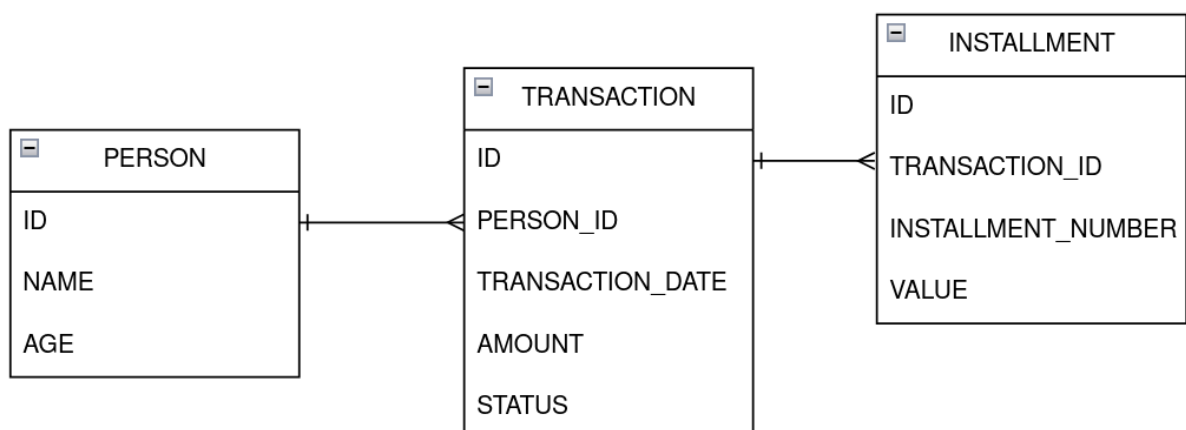 PERSON
ID
NAME
AGE
TRANSACTION
ID
PERSON_ID
TRANSACTION_DATE
AMOUNT
STATUS
INSTALLMENT
ID
TRANSACTION_ID
INSTALLMENT_NUMBER
VALUE